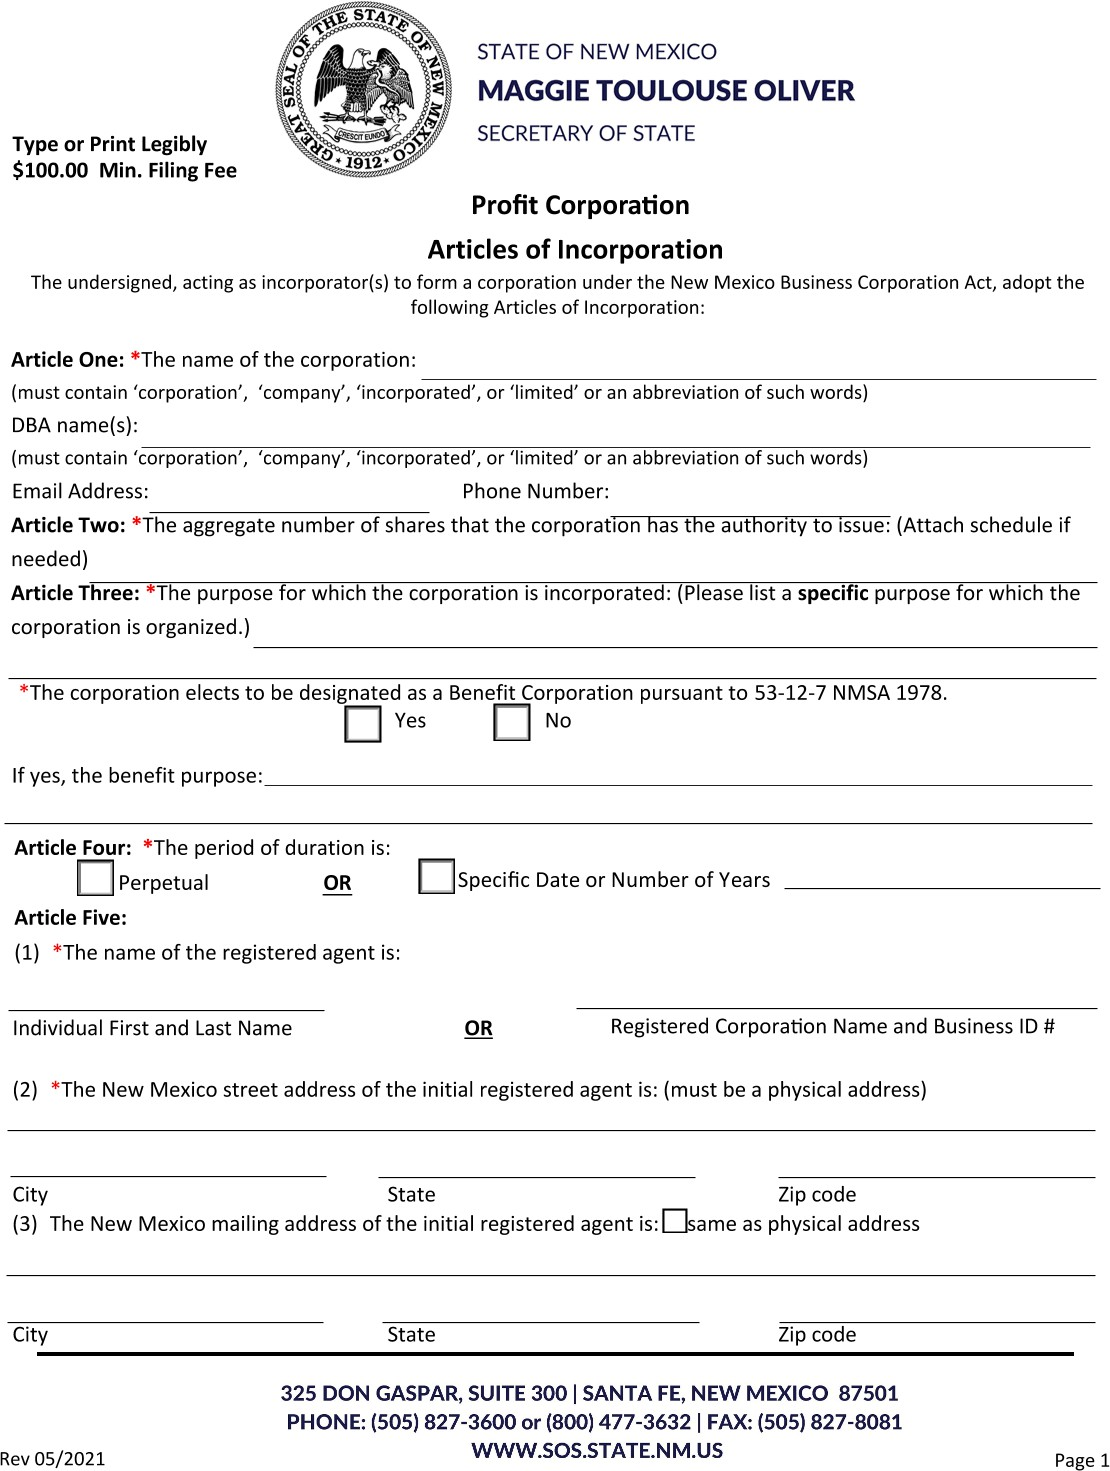 GREAT SEAL OF THE STATE OF NEW MEXICO
CRESCIT EUNDO
• 1912 •
STATE OF NEW MEXICO
MAGGIE TOULOUSE OLIVER
SECRETARY OF STATE
Type or Print Legibly
$100.00  Min. Filing Fee
Profit Corporation
Articles of Incorporation
The undersigned, acting as incorporator(s) to form a corporation under the New Mexico Business Corporation Act, adopt the
following Articles of Incorporation:
Article One: *The name of the corporation:
(must contain ‘corporation’,  ‘company’, ‘incorporated’, or ‘limited’ or an abbreviation of such words)
DBA name(s):
(must contain ‘corporation’,  ‘company’, ‘incorporated’, or ‘limited’ or an abbreviation of such words)
Email Address: Phone Number:
Article Two: *The aggregate number of shares that the corporation has the authority to issue: (Attach schedule if
needed)
Article Three: *The purpose for which the corporation is incorporated: (Please list a specific purpose for which the
corporation is organized.)
*The corporation elects to be designated as a Benefit Corporation pursuant to 53-12-7 NMSA 1978.
Yes No
If yes, the benefit purpose:
Article Four:  *The period of duration is:
Perpetual OR Specific Date or Number of Years
Article Five:
(1)  *The name of the registered agent is:
Individual First and Last Name OR Registered Corporation Name and Business ID #
(2)  *The New Mexico street address of the initial registered agent is: (must be a physical address)
City State Zip code
(3)  The New Mexico mailing address of the initial registered agent is: same as physical address
City State Zip code
325 DON GASPAR, SUITE 300 | SANTA FE, NEW MEXICO  87501
PHONE: (505) 827-3600 or (800) 477-3632 | FAX: (505) 827-8081
WWW.SOS.STATE.NM.US
Rev 05/2021 Page 1